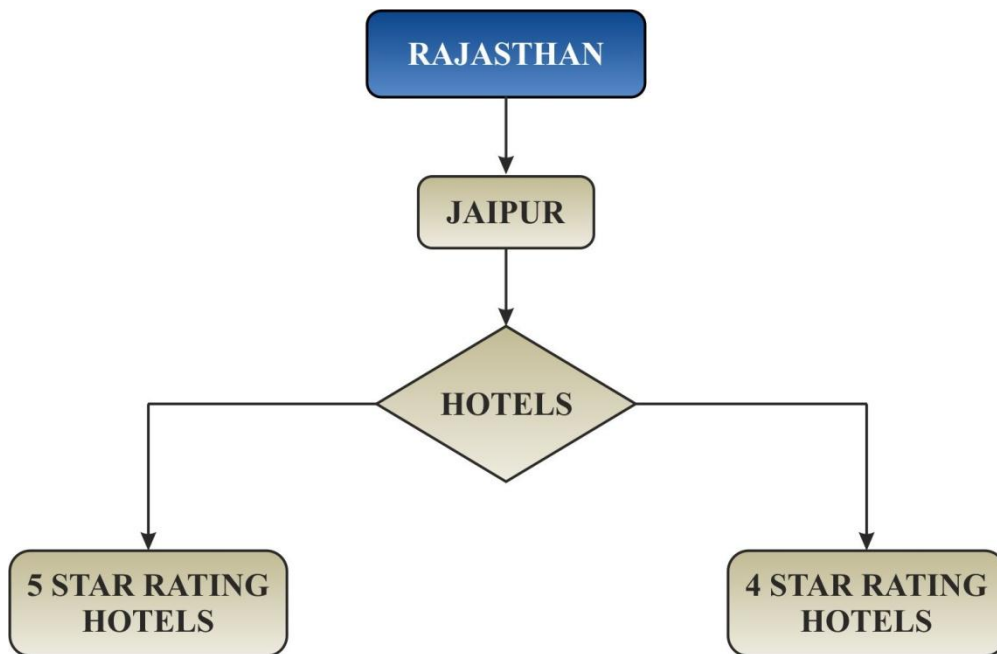 RAJASTHAN
JAIPUR
HOTELS
5 STAR RATING
HOTELS
4 STAR RATING
HOTELS